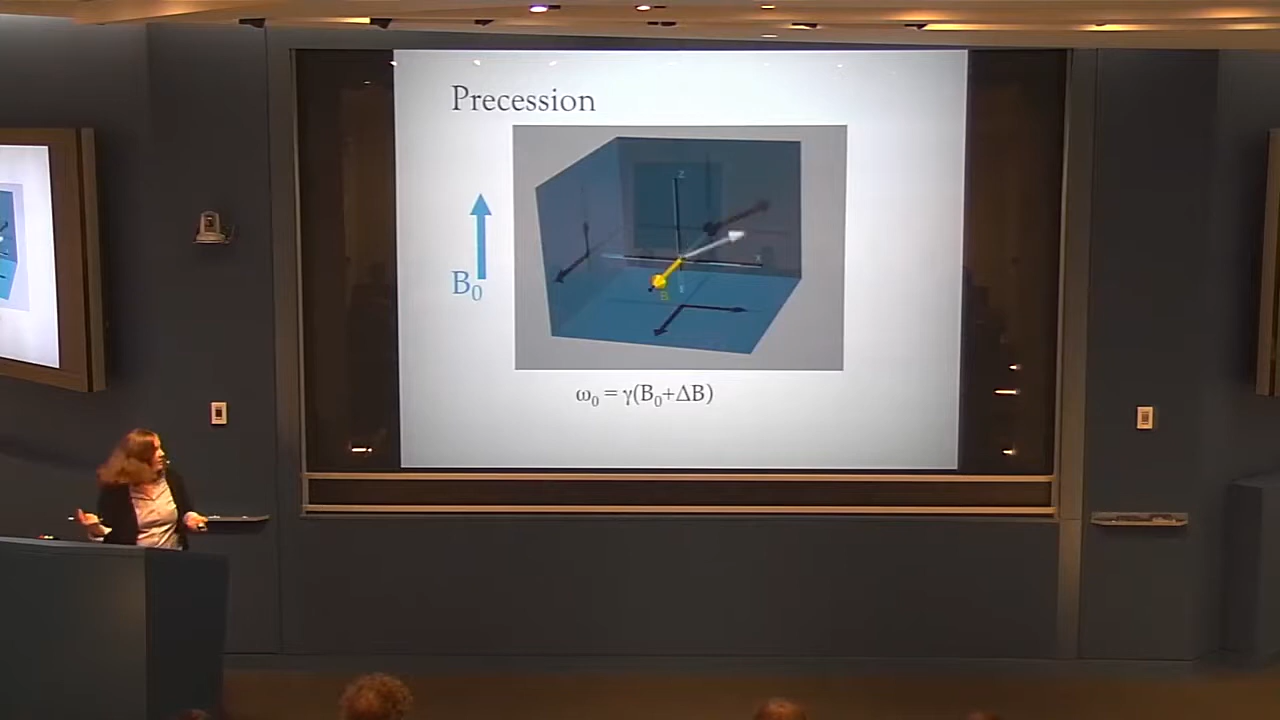 Precession
z
x
B₀
B
ω₀ = γ(B₀+ΔB)